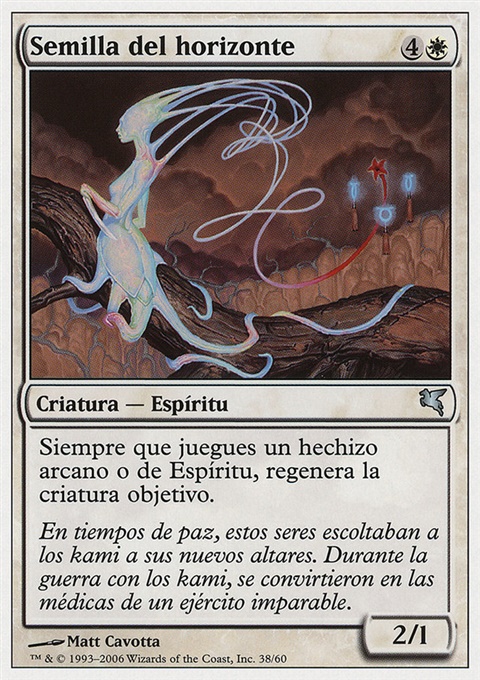 Semilla del horizonte 4
Criatura — Espíritu
Siempre que juegues un hechizo
arcano o de Espíritu, regenera la
criatura objetivo.
En tiempos de paz, estos seres escoltaban a
los kami a sus nuevos altares. Durante la
guerra con los kami, se convirtieron en las
médicas de un ejército imparable.
Matt Cavotta
2/1
™ & © 1993–2006 Wizards of the Coast, Inc. 38/60